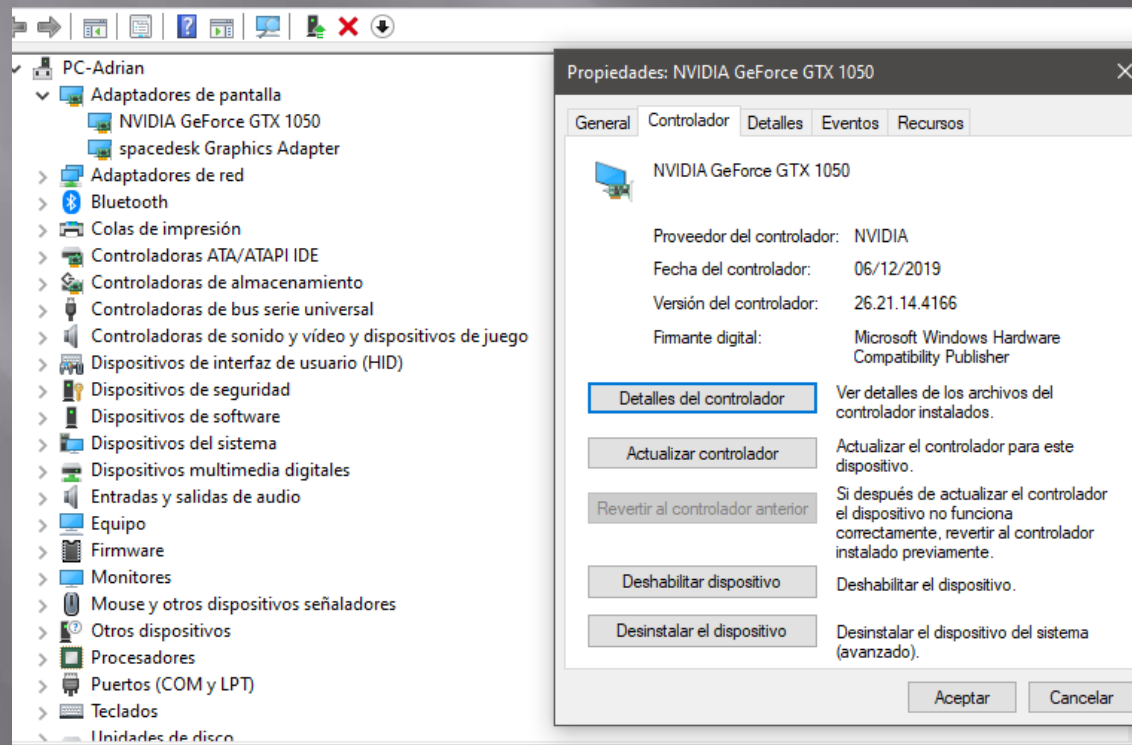 PC-Adrian
Adaptadores de pantalla
NVIDIA GeForce GTX 1050
spacedesk Graphics Adapter
Adaptadores de red
Bluetooth
Colas de impresión
Controladoras ATA/ATAPI IDE
Controladoras de almacenamiento
Controladoras de bus serie universal
Controladoras de sonido y vídeo y dispositivos de juego
Dispositivos de interfaz de usuario (HID)
Dispositivos de seguridad
Dispositivos de software
Dispositivos del sistema
Dispositivos multimedia digitales
Entradas y salidas de audio
Equipo
Firmware
Monitores
Mouse y otros dispositivos señaladores
Otros dispositivos
Procesadores
Puertos (COM y LPT)
Teclados
Unidades de disco
Propiedades: NVIDIA GeForce GTX 1050
General Controlador Detalles Eventos Recursos
NVIDIA GeForce GTX 1050
Proveedor del controlador: NVIDIA
Fecha del controlador: 06/12/2019
Versión del controlador: 26.21.14.4166
Firmante digital: Microsoft Windows Hardware
Compatibility Publisher
Detalles del controlador
Ver detalles de los archivos del
controlador instalados.
Actualizar controlador
Actualizar el controlador para este
dispositivo.
Revertir al controlador anterior
Si después de actualizar el controlador
el dispositivo no funciona
correctamente, revertir al controlador
instalado previamente.
Deshabilitar dispositivo
Deshabilitar el dispositivo.
Desinstalar el dispositivo
Desinstalar el dispositivo del sistema
(avanzado).
Aceptar
Cancelar